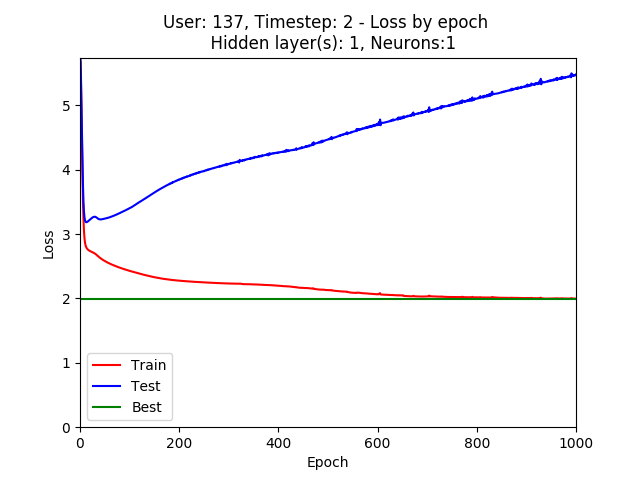 User: 137, Timestep: 2 - Loss by epoch
Hidden layer(s): 1, Neurons:1
5
4
3
2
1
0
Loss
Train
Test
Best
0 200 400 600 800 1000
Epoch